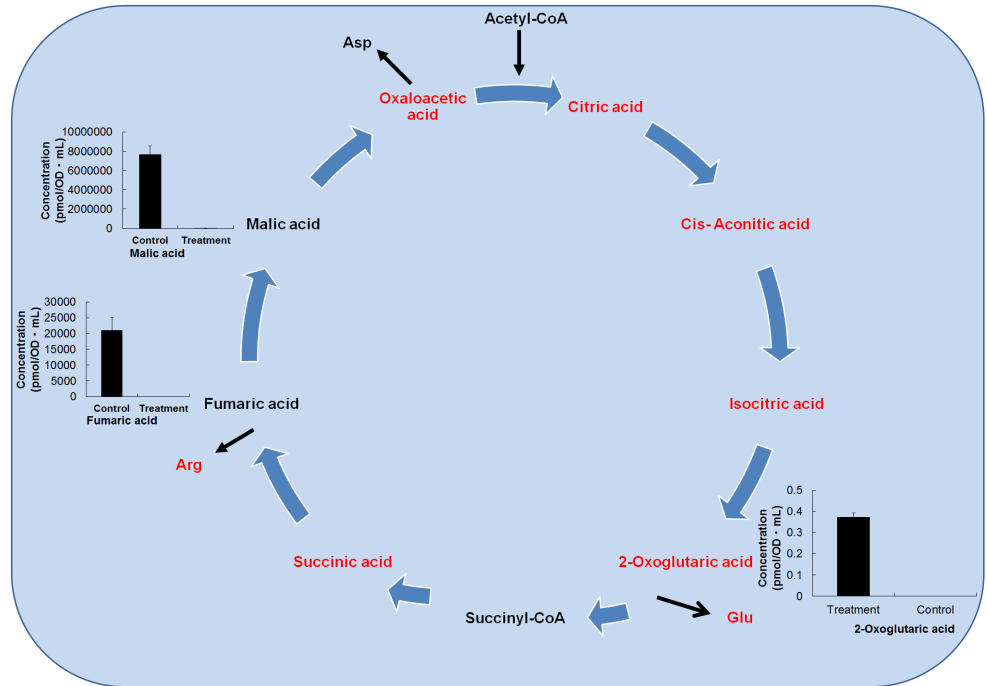 Acetyl-CoA
Asp
Oxaloacetic
acid
Citric acid
Concentration
(pmol/OD・mL)
10000000
8000000
6000000
4000000
2000000
0
Control Treatment
Malic acid
Malic acid
Cis- Aconitic acid
Concentration
(pmol/OD・mL)
30000
25000
20000
15000
10000
5000
0
Control Treatment
Fumaric acid
Fumaric acid
Isocitric acid
Arg
Succinic acid
2-Oxoglutaric acid
Succinyl-CoA
Glu
Concentration
(pmol/OD・mL)
0.5
0.4
0.3
0.2
0.1
0
Treatment Control
2-Oxoglutaric acid